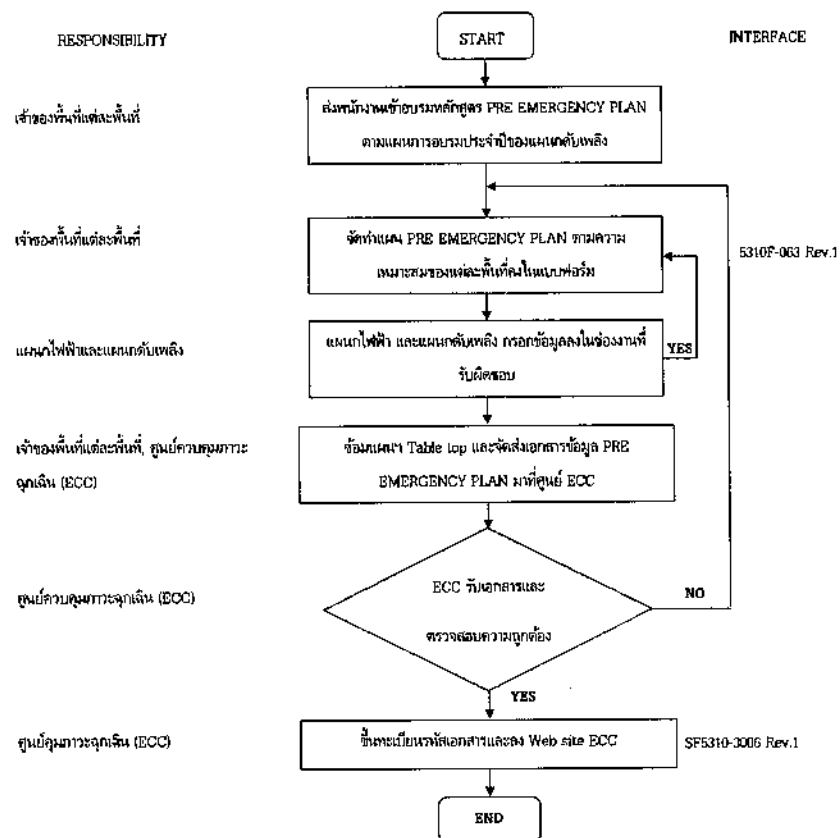 RESPONSIBILITY
START
INTERFACE
เจ้าของพื้นที่แต่ละพื้นที่
ส่งพนักงานเข้าอบรมหลักสูตร PRE EMERGENCY PLAN
ตามแผนการอบรมประจำปีของแผนกดับเพลิง
เจ้าของพื้นที่แต่ละพื้นที่
จัดทำแผน PRE EMERGENCY PLAN ตามความ
เหมาะสมของแต่ละพื้นที่ลงในแบบฟอร์ม
5310F-063 Rev.1
แผนกไฟฟ้าและแผนกดับเพลิง
แผนกไฟฟ้า และแผนกดับเพลิง กรอกข้อมูลลงในช่องงานที่
รับผิดชอบ
YES
เจ้าของพื้นที่แต่ละพื้นที่, ศูนย์ควบคุมภาวะ
ฉุกเฉิน (ECC)
ซ้อมแผนฯ Table top และจัดส่งเอกสารข้อมูล PRE
EMERGENCY PLAN มาที่ศูนย์ ECC
ศูนย์ควบคุมภาวะฉุกเฉิน (ECC)
ECC รับเอกสารและ
ตรวจสอบความถูกต้อง
NO
YES
ศูนย์คุมภาวะฉุกเฉิน (ECC)
ขึ้นทะเบียนรหัสเอกสารและลง Web site ECC
SF5310-3006 Rev.1
END